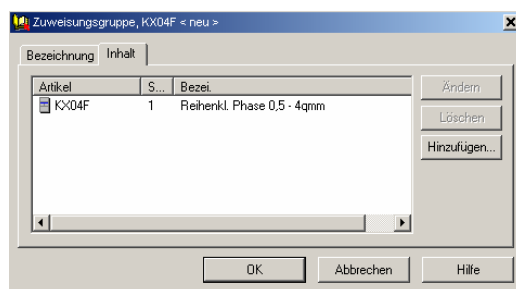 Zuweisungsgruppe, KX04F < neu >
Bezeichnung Inhalt
Artikel S... Bezei.
KX04F 1 Reihenkl. Phase 0,5 - 4qmm
Ändern
Löschen
Hinzufügen...
OK Abbrechen Hilfe